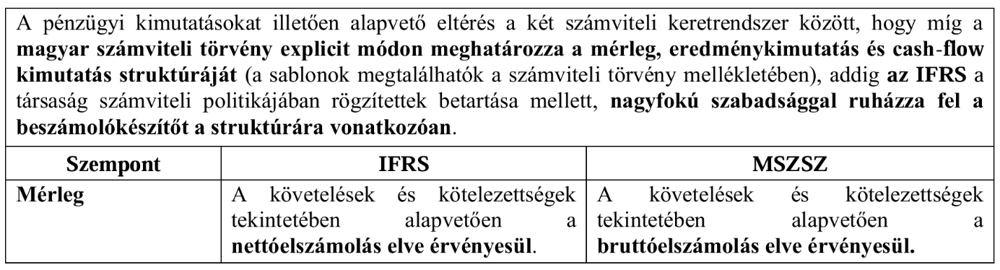 A pénzügyi kimutatásokat illetően alapvető eltérés a két számviteli keretrendszer között, hogy míg a
magyar számviteli törvény explicit módon meghatározza a mérleg, eredménykimutatás és cash-flow
kimutatás struktúráját (a sablonok megtalálhatók a számviteli törvény mellékletében), addig az IFRS a
társaság számviteli politikájában rögzítettek betartása mellett, nagyfokú szabadsággal ruházza fel a
beszámolókészítőt a struktúrára vonatkozóan.
Szempont IFRS MSZSZ
Mérleg
A követelések és kötelezettségek
tekintetében alapvetően a
nettóelszámolás elve érvényesül.
A követelések és kötelezettségek
tekintetében alapvetően a
bruttóelszámolás elve érvényesül.